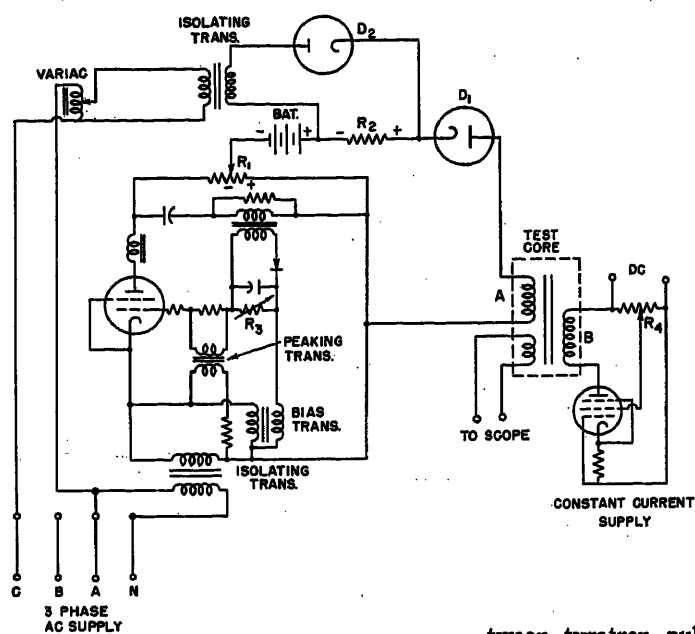 ISOLATING
TRANS.
D2
VARIAC
D1
BAT.
R2
- + - +
R1
- +
TEST
CORE
DC
A
B
R4
R3
PEAKING
TRANS.
BIAS
TRANS.
TO SCOPE
ISOLATING
TRANS.
CONSTANT CURRENT
SUPPLY
C B A N
3 PHASE
AC SUPPLY